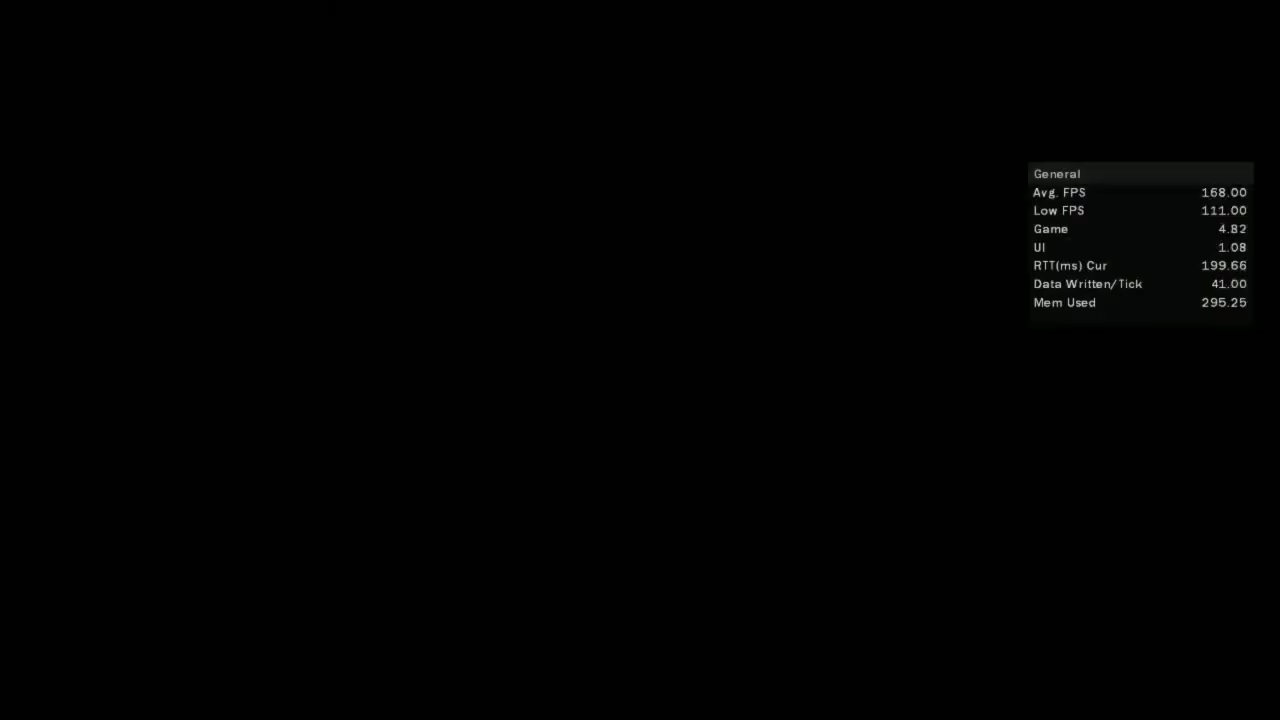 General
Avg. FPS 168.00
Low FPS 111.00
Game 4.82
UI 1.08
RTT(ms) Cur 199.66
Data Written/Tick 41.00
Mem Used 295.25